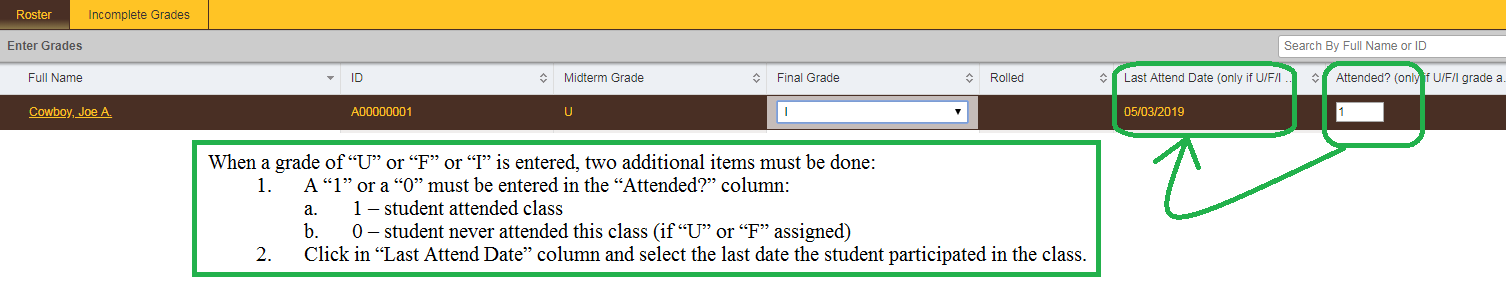 Roster Incomplete Grades
Enter Grades Search By Full Name or ID
Full Name ID Midterm Grade Final Grade Rolled Last Attend Date (only if U/F/I ... Attended? (only if U/F/I grade a...
Cowboy, Joe A. A00000001 U I 05/03/2019 1
When a grade of “U” or “F” or “I” is entered, two additional items must be done:
1. A “1” or a “0” must be entered in the “Attended?” column:
a. 1 – student attended class
b. 0 – student never attended this class (if “U” or “F” assigned)
2. Click in “Last Attend Date” column and select the last date the student participated in the class.